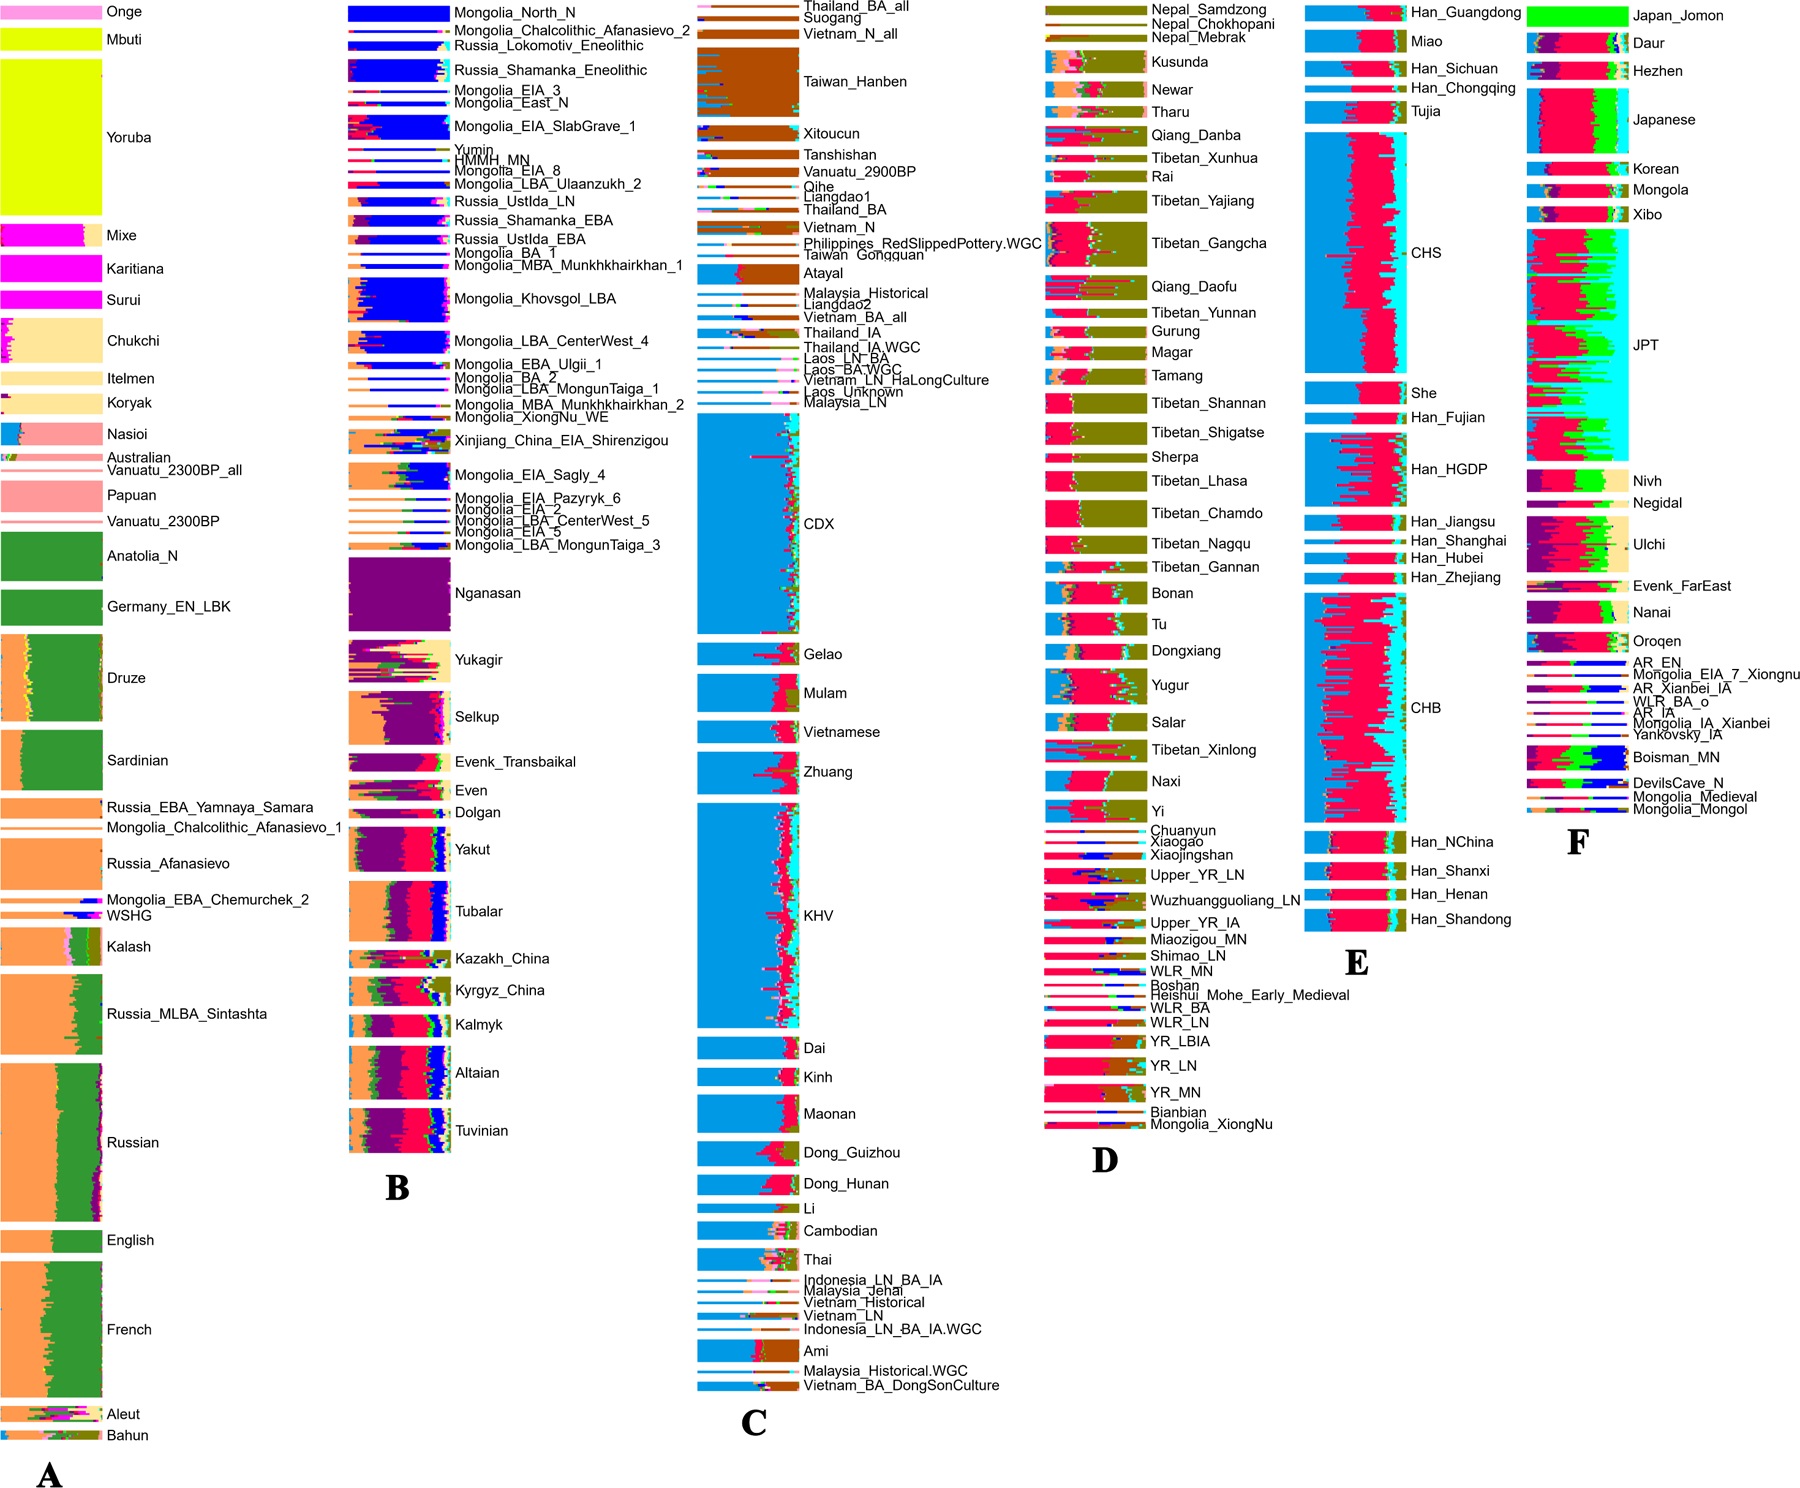 Onge
Mbuti
Yoruba
Mixe
Karitiana
Surui
Chukchi
Itelmen
Koryak
Nasioi
Australian
Vanuatu_2300BP_all
Papuan
Vanuatu_2300BP
Anatolia_N
Germany_EN_LBK
Druze
Sardinian
Russia_EBA_Yamnaya_Samara
Mongolia_Chalcolithic_Afanasievo_1
Russia_Afanasievo
Mongolia_EBA_Chemurchek_2
WSHG
Kalash
Russia_MLBA_Sintashta
Russian
English
French
Aleut
Bahun
A
Mongolia_North_N
Mongolia_Chalcolithic_Afanasievo_2
Russia_Lokomotiv_Eneolithic
Russia_Shamanka_Eneolithic
Mongolia_EIA_3
Mongolia_East_N
Mongolia_EIA_SlabGrave_1
Yumin
HMMH_MN
Mongolia_EIA_8
Mongolia_LBA_Ulaanzukh_2
Russia_UstIda_LN
Russia_Shamanka_EBA
Russia_UstIda_EBA
Mongolia_BA_1
Mongolia_MBA_Munkhkhairkhan_1
Mongolia_Khovsgol_LBA
Mongolia_LBA_CenterWest_4
Mongolia_EBA_Ulgii_1
Mongolia_BA_2
Mongolia_LBA_MongunTaiga_1
Mongolia_MBA_Munkhkhairkhan_2
Mongolia_XiongNu_WE
Xinjiang_China_EIA_Shirenzigou
Mongolia_EIA_Sagly_4
Mongolia_EIA_Pazyryk_6
Mongolia_EIA_2
Mongolia_LBA_CenterWest_5
Mongolia_EIA_5
Mongolia_LBA_MongunTaiga_3
Nganasan
Yukagir
Selkup
Evenk_Transbaikal
Even
Dolgan
Yakut
Tubalar
Kazakh_China
Kyrgyz_China
Kalmyk
Altaian
Tuvinian
B
Thailand_BA_all
Suogang
Vietnam_N_all
Taiwan_Hanben
Xitoucun
Tanshishan
Vanuatu_2900BP
Qihe
Liangdao1
Thailand_BA
Vietnam_N
Philippines_RedSlippedPottery.WGC
Taiwan_Gongguan
Atayal
Malaysia_Historical
Liangdao2
Vietnam_BA_all
Thailand_IA
Thailand_IA.WGC
Laos_LN_BA
Laos_BA.WGC
Vietnam_LN_HaLongCulture
Laos_Unknown
Malaysia_LN
CDX
Gelao
Mulam
Vietnamese
Zhuang
KHV
Dai
Kinh
Maonan
Dong_Guizhou
Dong_Hunan
Li
Cambodian
Thai
Indonesia_LN_BA_IA
Malaysia_Jehai
Vietnam_Historical
Vietnam_LN
Indonesia_LN_BA_IA.WGC
Ami
Malaysia_Historical.WGC
Vietnam_BA_DongSonCulture
C
Nepal_Samdzong
Nepal_Chokhopani
Nepal_Mebrak
Kusunda
Newar
Tharu
Qiang_Danba
Tibetan_Xunhua
Rai
Tibetan_Yajiang
Tibetan_Gangcha
Qiang_Daofu
Tibetan_Yunnan
Gurung
Magar
Tamang
Tibetan_Shannan
Tibetan_Shigatse
Sherpa
Tibetan_Lhasa
Tibetan_Chamdo
Tibetan_Nagqu
Tibetan_Gannan
Bonan
Tu
Dongxiang
Yugur
Salar
Tibetan_Xinlong
Naxi
Yi
Chuanyun
Xiaogao
Xiaojingshan
Upper_YR_LN
Wuzhuangguoliang_LN
Upper_YR_IA
Miaozigou_MN
Shimao_LN
WLR_MN
Boshan
Heishui_Mohe_Early_Medieval
WLR_BA
WLR_LN
YR_LBIA
YR_LN
YR_MN
Bianbian
Mongolia_XiongNu
D
Han_Guangdong
Miao
Han_Sichuan
Han_Chongqing
Tujia
CHS
She
Han_Fujian
Han_HGDP
Han_Jiangsu
Han_Shanghai
Han_Hubei
Han_Zhejiang
CHB
Han_NChina
Han_Shanxi
Han_Henan
Han_Shandong
E
Japan_Jomon
Daur
Hezhen
Japanese
Korean
Mongola
Xibo
JPT
Nivh
Negidal
Ulchi
Evenk_FarEast
Nanai
Oroqen
AR_EN
Mongolia_EIA_7_Xiongnu
AR_Xianbei_IA
WLR_BA_o
AR_IA
Mongolia_IA_Xianbei
Yankovsky_IA
Boisman_MN
DevilsCave_N
Mongolia_Medieval
Mongolia_Mongol
F